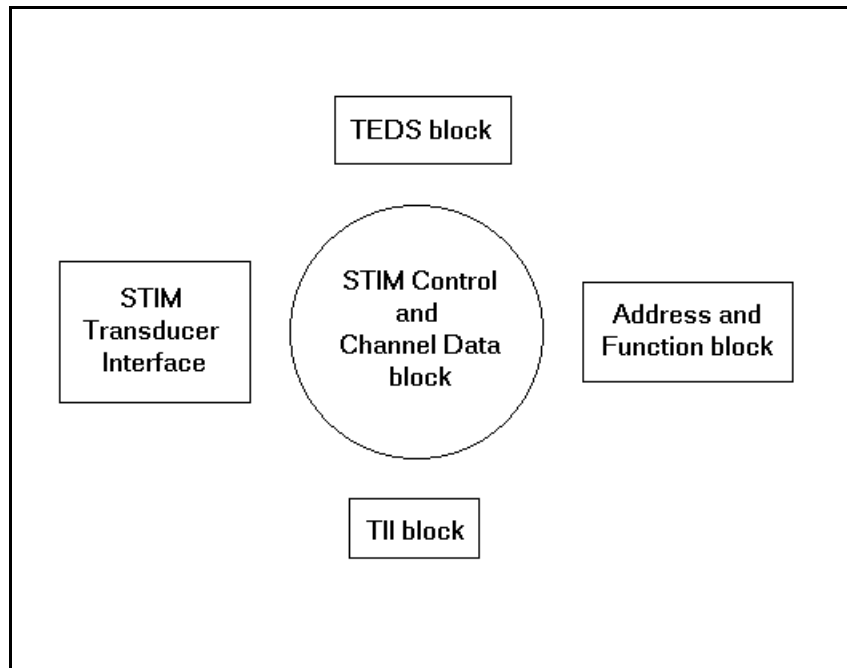 TEDS block
STIM
Transducer
Interface
STIM Control
and
Channel Data
block
Address and
Function block
TII block